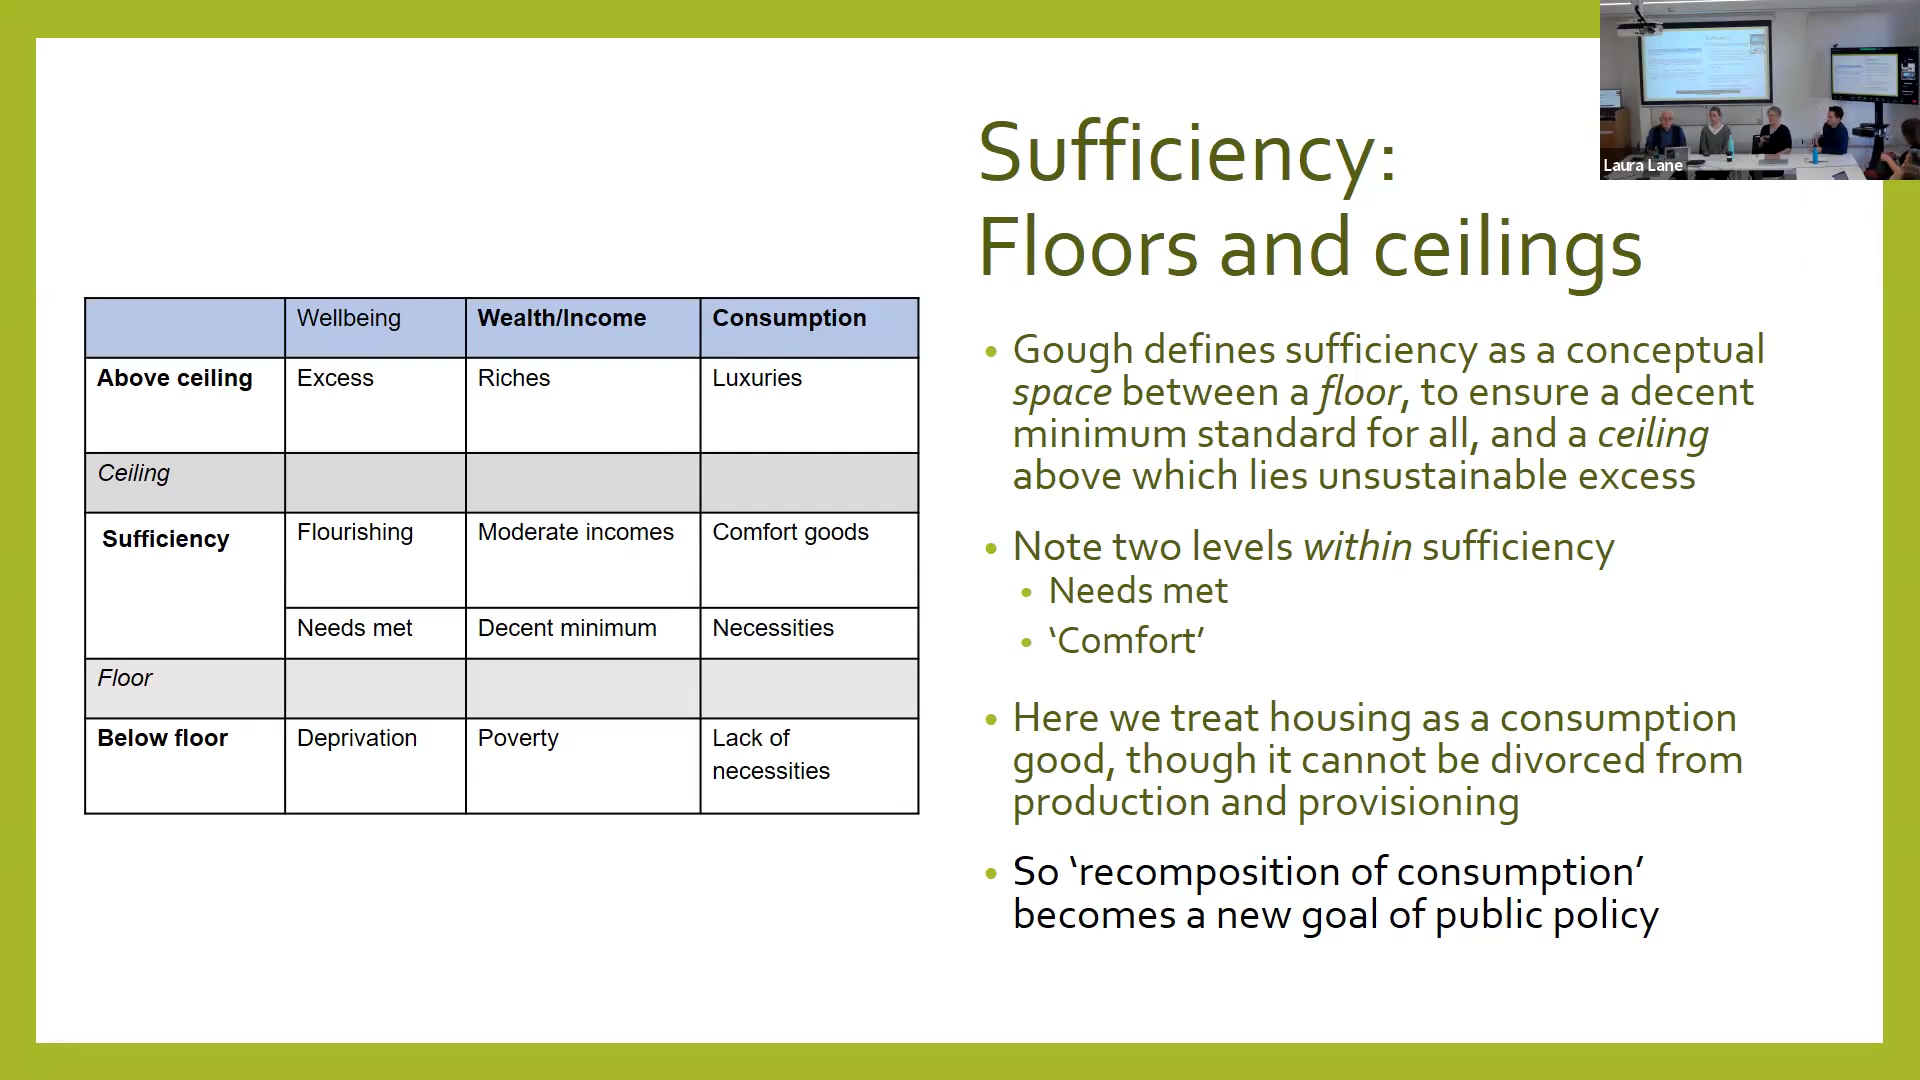 Sufficiency:
Floors and ceilings
Laura Lane
Wellbeing Wealth/Income Consumption
Above ceiling Excess Riches Luxuries
Ceiling
Sufficiency Flourishing Moderate incomes Comfort goods
Needs met Decent minimum Necessities
Floor
Below floor Deprivation Poverty Lack of
necessities
• Gough defines sufficiency as a conceptual
space between a floor, to ensure a decent
minimum standard for all, and a ceiling
above which lies unsustainable excess
• Note two levels within sufficiency
• Needs met
• ‘Comfort’
• Here we treat housing as a consumption
good, though it cannot be divorced from
production and provisioning
• So ‘recomposition of consumption’
becomes a new goal of public policy